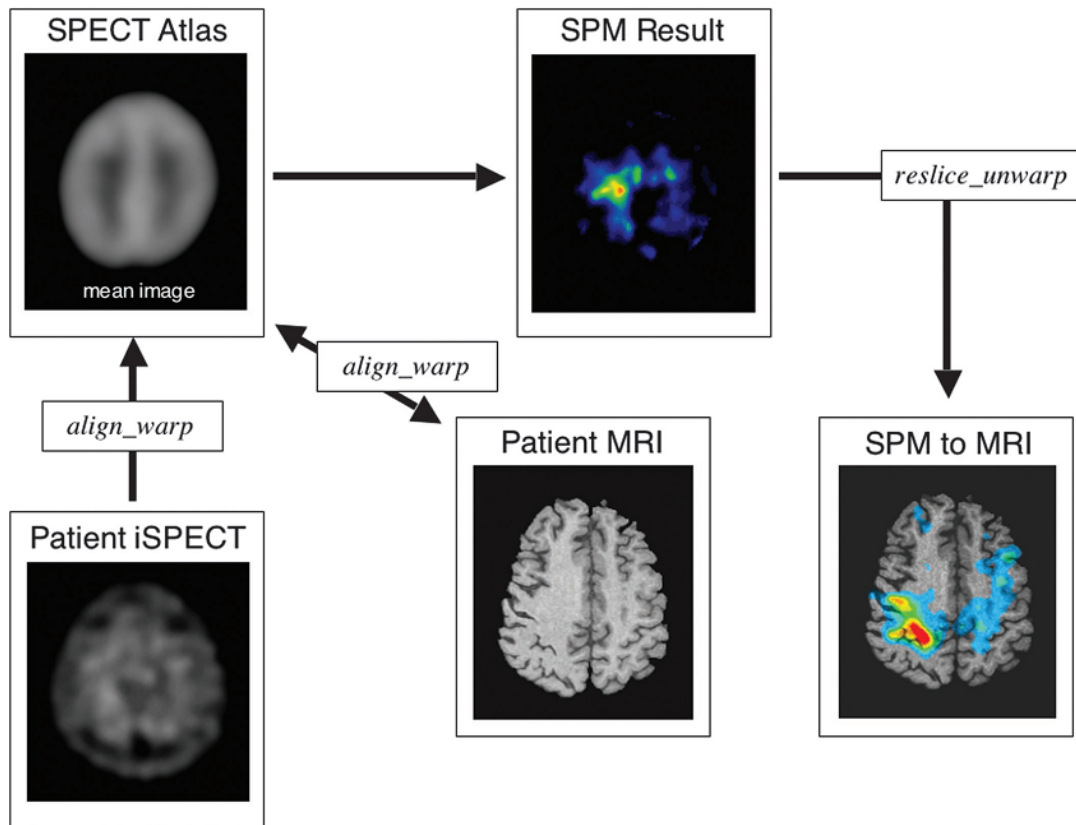 SPECT Atlas
mean image
SPM Result
reslice_unwarp
align_warp
align_warp
Patient MRI
SPM to MRI
Patient iSPECT